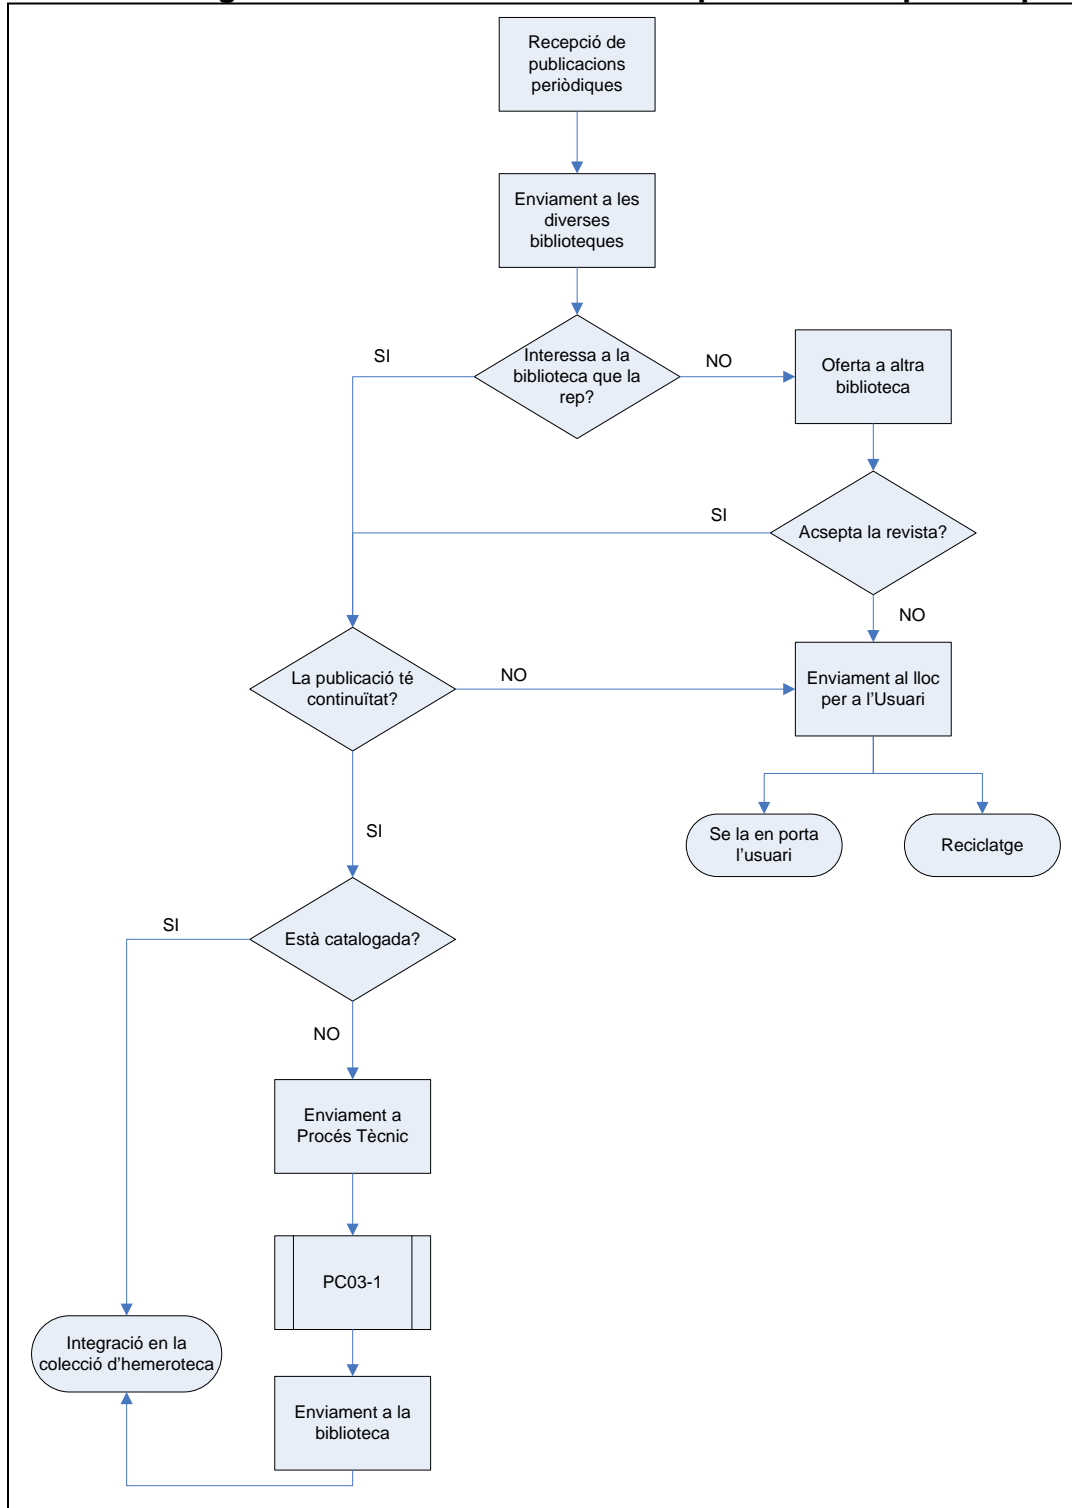 Recepció de
publicacions
periòdiques
Enviament a les
diverses
biblioteques
Interessa a la
biblioteca que la
rep?
SI
NO
Oferta a altra
biblioteca
Acsepta la revista?
SI
NO
La publicació té
continuïtat?
NO
Enviament al lloc
per a l’Usuari
Se la en porta
l’usuari
Reciclatge
SI
Està catalogada?
SI
NO
Enviament a
Procés Tècnic
PC03-1
Integració en la
colecció d’hemeroteca
Enviament a la
biblioteca